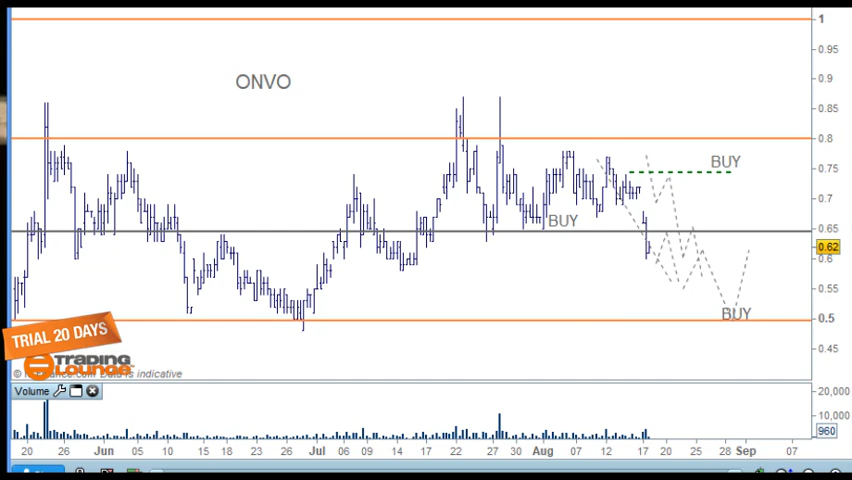 1
0.95
ONVO
0.9
0.85
0.8
BUY
0.75
0.7
BUY
0.65
0.62
0.6
0.55
BUY
0.5
TRIAL 20 DAYS
0.45
TRADING
LOUNGE
Data is indicative
Volume
20,000
10,000
960
20 26 Jun 05 09 15 19 23 29 Jul 06 10 14 18 22 27 30 Aug 07 12 17 20 25 28 Sep 07